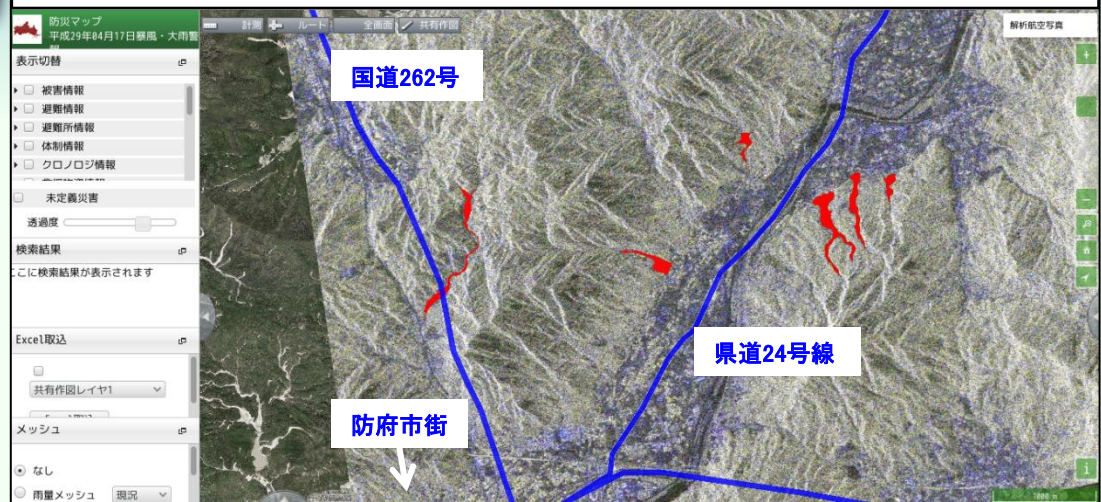 防災マップ
平成29年04月17日暴風・大雨警
報
計測
ルート
全画面
共有作図
解析航空写真
表示切替
被害情報
避難情報
避難所情報
体制情報
クロノロジ情報
未定義災害
透過度
検索結果
ここに検索結果が表示されます
Excel取込
共有作図レイヤ1
メッシュ
なし
雨量メッシュ 現況
国道262号
県道24号線
防府市街
1000 m